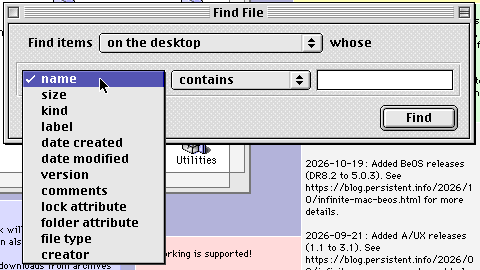 Find File
Find items on the desktop whose
name
contains
size
kind
label
date created
date modified
version
comments
lock attribute
folder attribute
file type
creator
Find
Utilities
2026-10-19: Added BeOS releases
(DR8.2 to 5.0.3). See
https://blog.persistent.info/2026/1
0/infinite-mac-beos.html for more
details.
2026-09-21: Added A/UX releases
(1.1 to 3.1). See
https://blog.persistent.info/2026/0
orking is supported!
downloads from archives